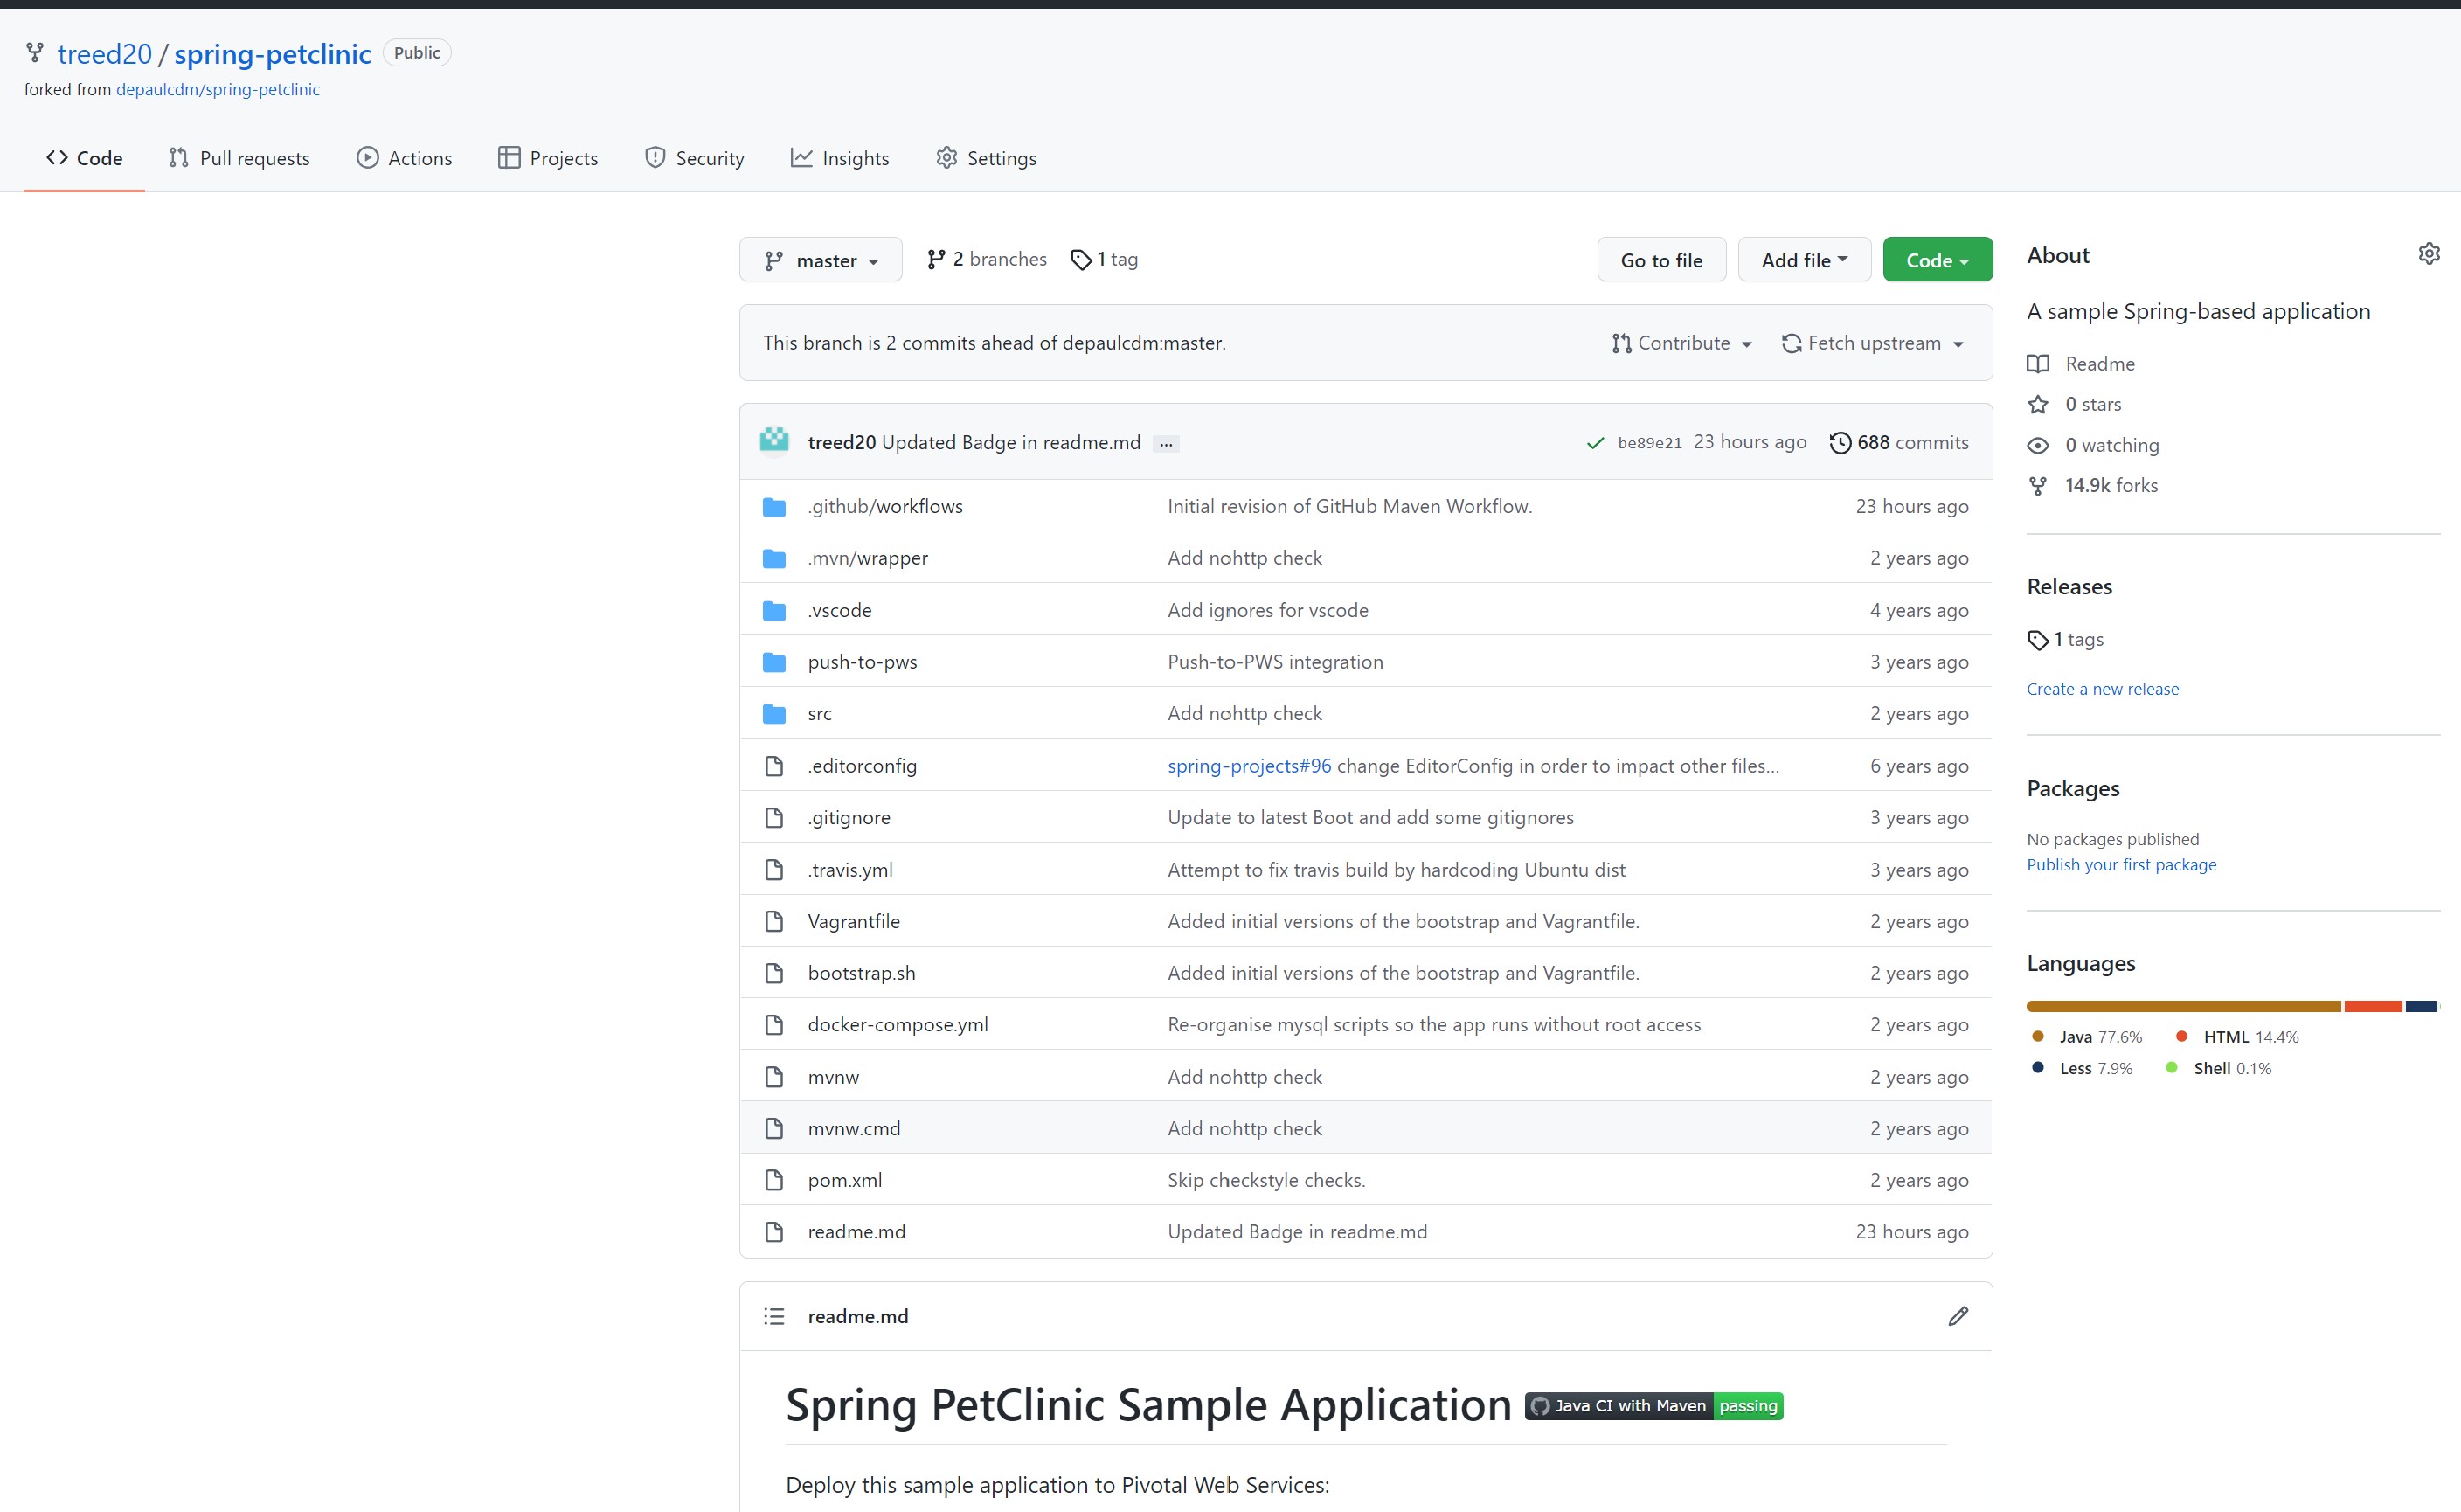 treed20 / spring-petclinic Public
forked from depaulcdm/spring-petclinic
Code Pull requests Actions Projects Security Insights Settings
master 2 branches 1 tag Go to file Add file Code
This branch is 2 commits ahead of depaulcdm:master. Contribute Fetch upstream
treed20 Updated Badge in readme.md ... be89e21 23 hours ago 688 commits
.github/workflows Initial revision of GitHub Maven Workflow. 23 hours ago
.mvn/wrapper Add nohttp check 2 years ago
.vscode Add ignores for vscode 4 years ago
push-to-pws Push-to-PWS integration 3 years ago
src Add nohttp check 2 years ago
.editorconfig spring-projects#96 change EditorConfig in order to impact other files... 6 years ago
.gitignore Update to latest Boot and add some gitignores 3 years ago
.travis.yml Attempt to fix travis build by hardcoding Ubuntu dist 3 years ago
Vagrantfile Added initial versions of the bootstrap and Vagrantfile. 2 years ago
bootstrap.sh Added initial versions of the bootstrap and Vagrantfile. 2 years ago
docker-compose.yml Re-organise mysql scripts so the app runs without root access 2 years ago
mvnw Add nohttp check 2 years ago
mvnw.cmd Add nohttp check 2 years ago
pom.xml Skip checkstyle checks. 2 years ago
readme.md Updated Badge in readme.md 23 hours ago
readme.md
Spring PetClinic Sample Application Java CI with Maven passing
Deploy this sample application to Pivotal Web Services:
About
A sample Spring-based application
Readme
0 stars
0 watching
14.9k forks
Releases
1 tags
Create a new release
Packages
No packages published
Publish your first package
Languages
Java 77.6% HTML 14.4%
Less 7.9% Shell 0.1%